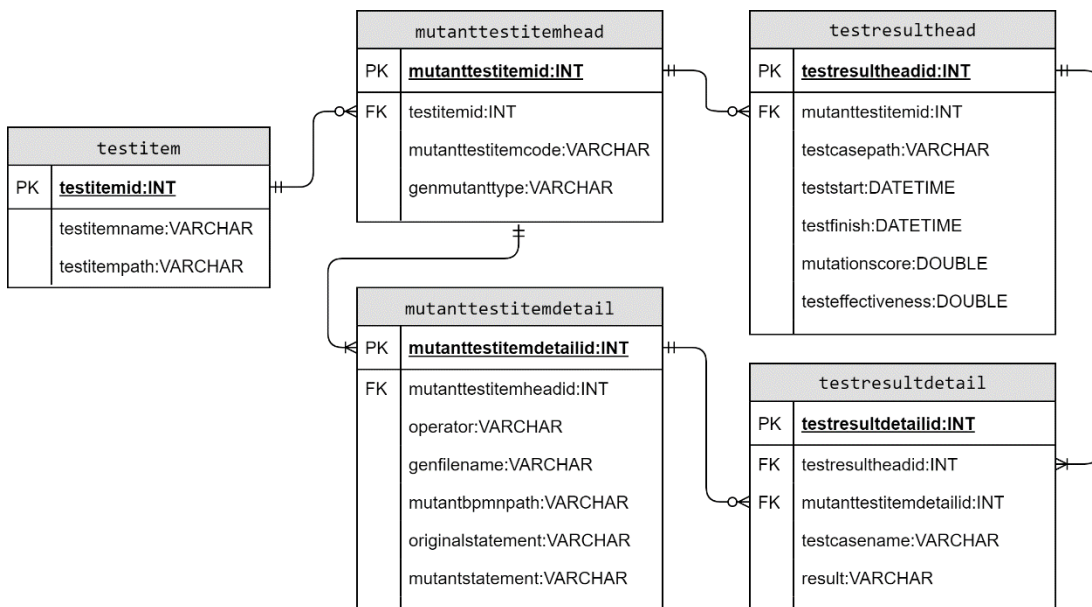 testitem
PK testitemid:INT
testitemname:VARCHAR
testitempath:VARCHAR
mutanttestitemhead
PK mutanttestitemid:INT
FK testitemid:INT
mutanttestitemcode:VARCHAR
genmutanttype:VARCHAR
mutanttestitemdetail
PK mutanttestitemdetailid:INT
FK mutanttestitemheadid:INT
operator:VARCHAR
genfilename:VARCHAR
mutantbpmnpath:VARCHAR
originalstatement:VARCHAR
mutantstatement:VARCHAR
testresulthead
PK testresultheadid:INT
FK mutanttestitemid:INT
testcasepath:VARCHAR
teststart:DATETIME
testfinish:DATETIME
mutationscore:DOUBLE
testeffectiveness:DOUBLE
testresultdetail
PK testresultdetailid:INT
FK testresultheadid:INT
FK mutanttestitemdetailid:INT
testcasename:VARCHAR
result:VARCHAR